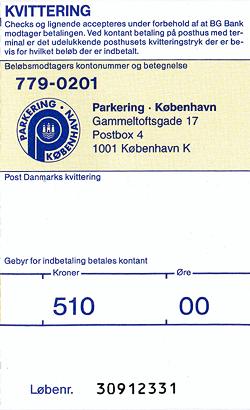 KVITTERING
Checks og lignende accepteres under forbehold af at BG Bank
modtager betalingen. Ved kontant betaling på posthus med ter-
minal er det udelukkende posthusets kvitteringstryk der er be-
vis for hvilket beløb der er indbetalt.
Beløbsmodtagers kontonummer og betegnelse
779-0201
PARKERING · KØBENHAVN
P
Parkering · København
Gammeltoftsgade 17
Postbox 4
1001 København K
Post Danmarks kvittering
Gebyr for indbetaling betales kontant
Kroner Øre
510 00
Løbenr. 30912331